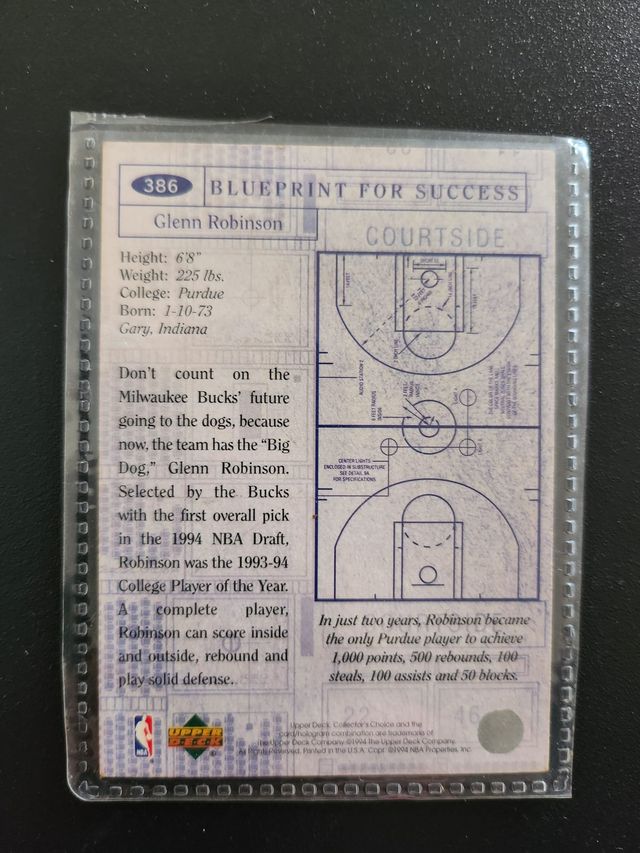 386
BLUEPRINT FOR SUCCESS
Glenn Robinson
COURTSIDE
Height: 6'8"
Weight: 225 lbs.
College: Purdue
Born: 1-10-73
Gary, Indiana
Don't count on the
Milwaukee Bucks' future
going to the dogs, because
now, the team has the "Big
Dog," Glenn Robinson.
Selected by the Bucks
with the first overall pick
in the 1994 NBA Draft,
Robinson was the 1993-94
College Player of the Year.
A complete player,
Robinson can score inside
and outside, rebound and
play solid defense.
CENTER LIGHTS
ENCLOSED IN SUBSTRUCTURE
SEE DETAIL 9A
FOR SPECIFICATIONS
In just two years, Robinson became
the only Purdue player to achieve
1,000 points, 500 rebounds, 100
steals, 100 assists and 50 blocks.
NBA
UPPER
DECK
Upper Deck, Collector's Choice and the
card/hologram combination are trademarks of
The Upper Deck Company. ©1994 The Upper Deck Company.
All Rights Reserved. Printed in the U.S.A. Copr. ©1994 NBA Properties, Inc.